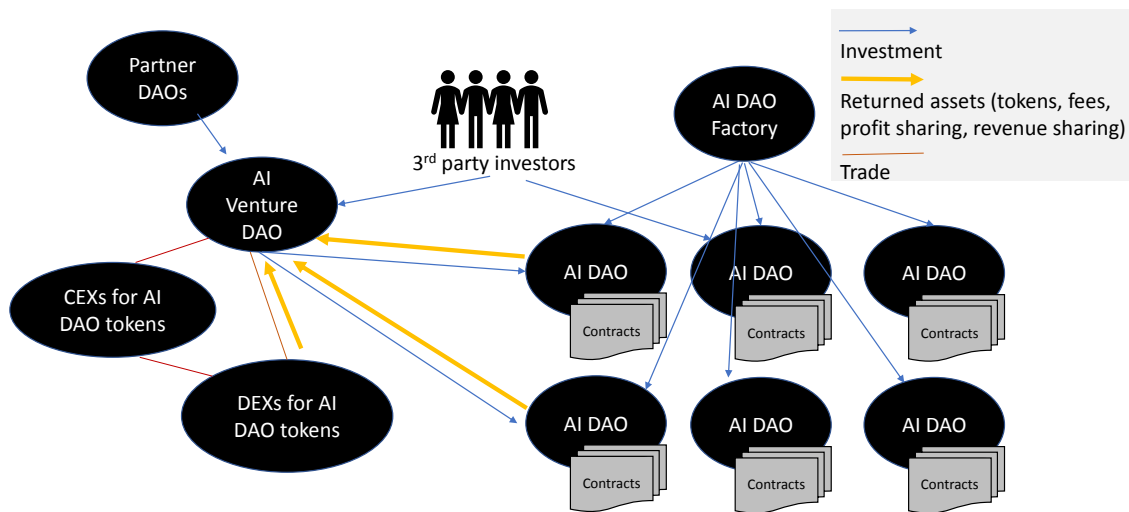 Partner
DAOs
3rd party investors
AI DAO
Factory
Investment
Returned assets (tokens, fees,
profit sharing, revenue sharing)
Trade
AI
Venture
DAO
CEXs for AI
DAO tokens
DEXs for AI
DAO tokens
AI DAO
Contracts
AI DAO
Contracts
AI DAO
Contracts
AI DAO
Contracts
AI DAO
Contracts
AI DAO
Contracts